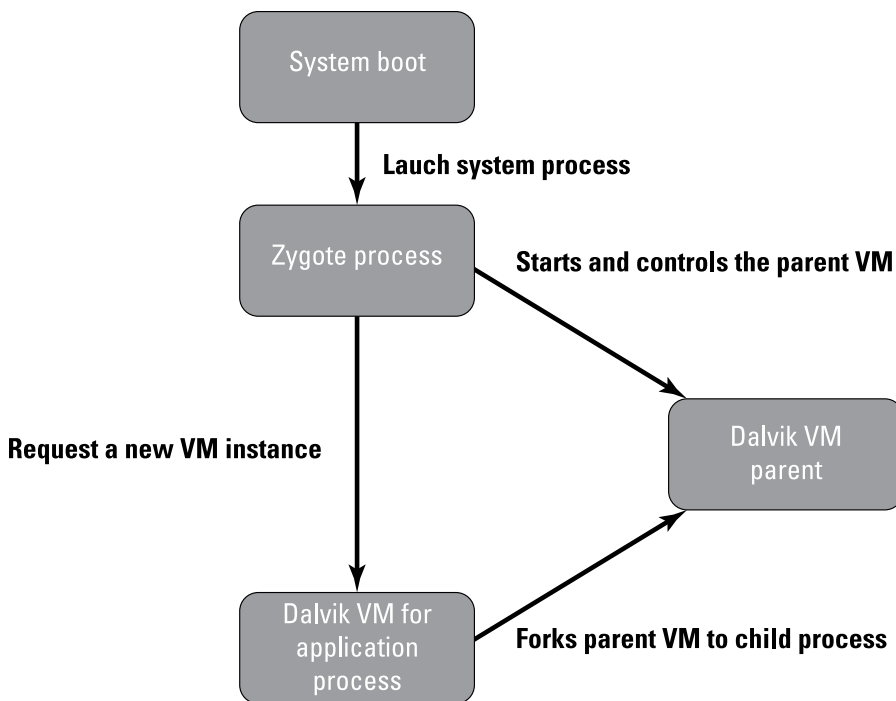 System boot
Lauch system process
Zygote process
Starts and controls the parent VM
Request a new VM instance
Dalvik VM
parent
Dalvik VM for
application
process
Forks parent VM to child process